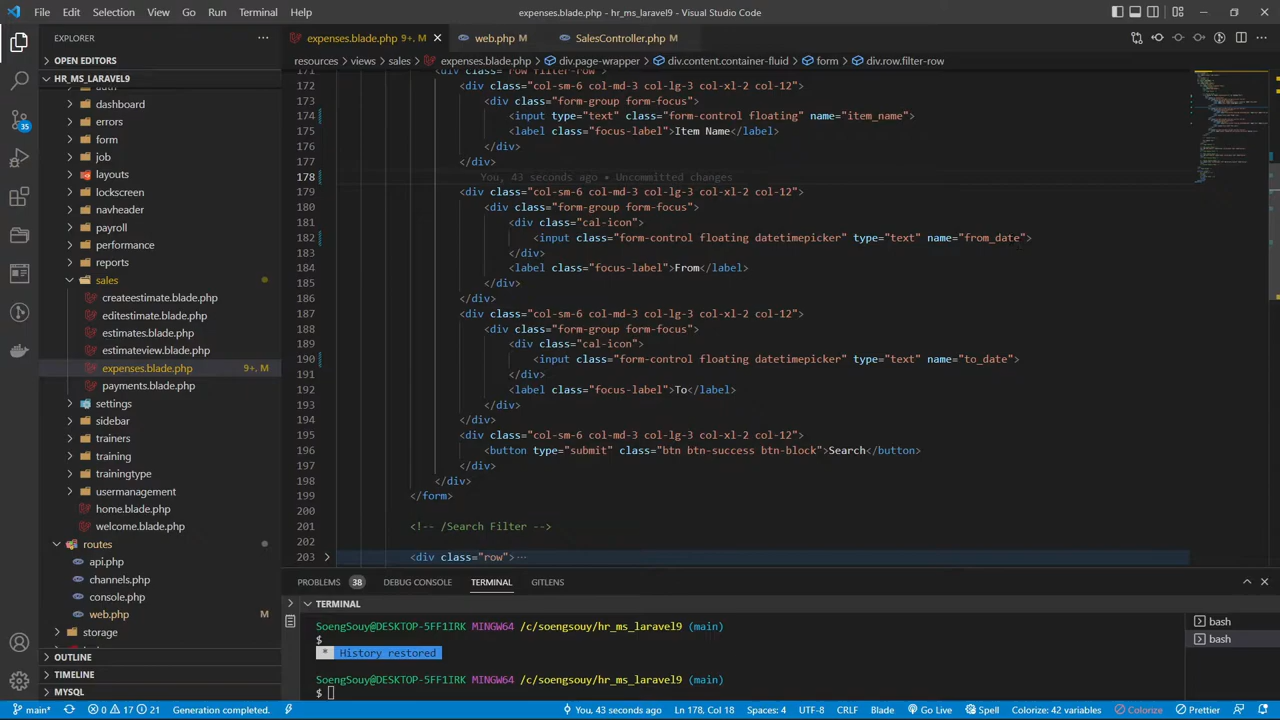 File Edit Selection View Go Run Terminal Help
expenses.blade.php - hr_ms_laravel9 - Visual Studio Code
EXPLORER
OPEN EDITORS
HR_MS_LARAVEL9
dashboard
errors
form
job
layouts
lockscreen
navheader
payroll
performance
reports
sales
createestimate.blade.php
editestimate.blade.php
estimates.blade.php
estimateview.blade.php
expenses.blade.php 9+, M
payments.blade.php
settings
sidebar
trainers
training
trainingtype
usermanagement
home.blade.php
welcome.blade.php
routes
api.php
channels.php
console.php
web.php M
storage
OUTLINE
TIMELINE
MYSQL
35
expenses.blade.php 9+, M
web.php M
SalesController.php M
resources > views > sales > expenses.blade.php > div.page-wrapper > div.content.container-fluid > form > div.row.filter-row
171 <div class="row filter-row">
172 <div class="col-sm-6 col-md-3 col-lg-3 col-xl-2 col-12">
173 <div class="form-group form-focus">
174 <input type="text" class="form-control floating" name="item_name">
175 <label class="focus-label">Item Name</label>
176 </div>
177 </div>
178 You, 43 seconds ago • Uncommitted changes
179 <div class="col-sm-6 col-md-3 col-lg-3 col-xl-2 col-12">
180 <div class="form-group form-focus">
181 <div class="cal-icon">
182 <input class="form-control floating datetimepicker" type="text" name="from_date">
183 </div>
184 <label class="focus-label">From</label>
185 </div>
186 </div>
187 <div class="col-sm-6 col-md-3 col-lg-3 col-xl-2 col-12">
188 <div class="form-group form-focus">
189 <div class="cal-icon">
190 <input class="form-control floating datetimepicker" type="text" name="to_date">
191 </div>
192 <label class="focus-label">To</label>
193 </div>
194 </div>
195 <div class="col-sm-6 col-md-3 col-lg-3 col-xl-2 col-12">
196 <button type="submit" class="btn btn-success btn-block">Search</button>
197 </div>
198 </div>
199 </form>
200
201 <!-- /Search Filter -->
202
203 <div class="row"> ...
PROBLEMS 38 DEBUG CONSOLE TERMINAL GITLENS
TERMINAL
SoengSouy@DESKTOP-5FF1IRK MINGW64 /c/soengsouy/hr_ms_laravel9 (main)
$
* History restored
SoengSouy@DESKTOP-5FF1IRK MINGW64 /c/soengsouy/hr_ms_laravel9 (main)
$
bash
bash
main* 0 17 21 Generation completed. You, 43 seconds ago Ln 178, Col 18 Spaces: 4 UTF-8 CRLF Blade Go Live Spell Colorize: 42 variables Colorize Prettier